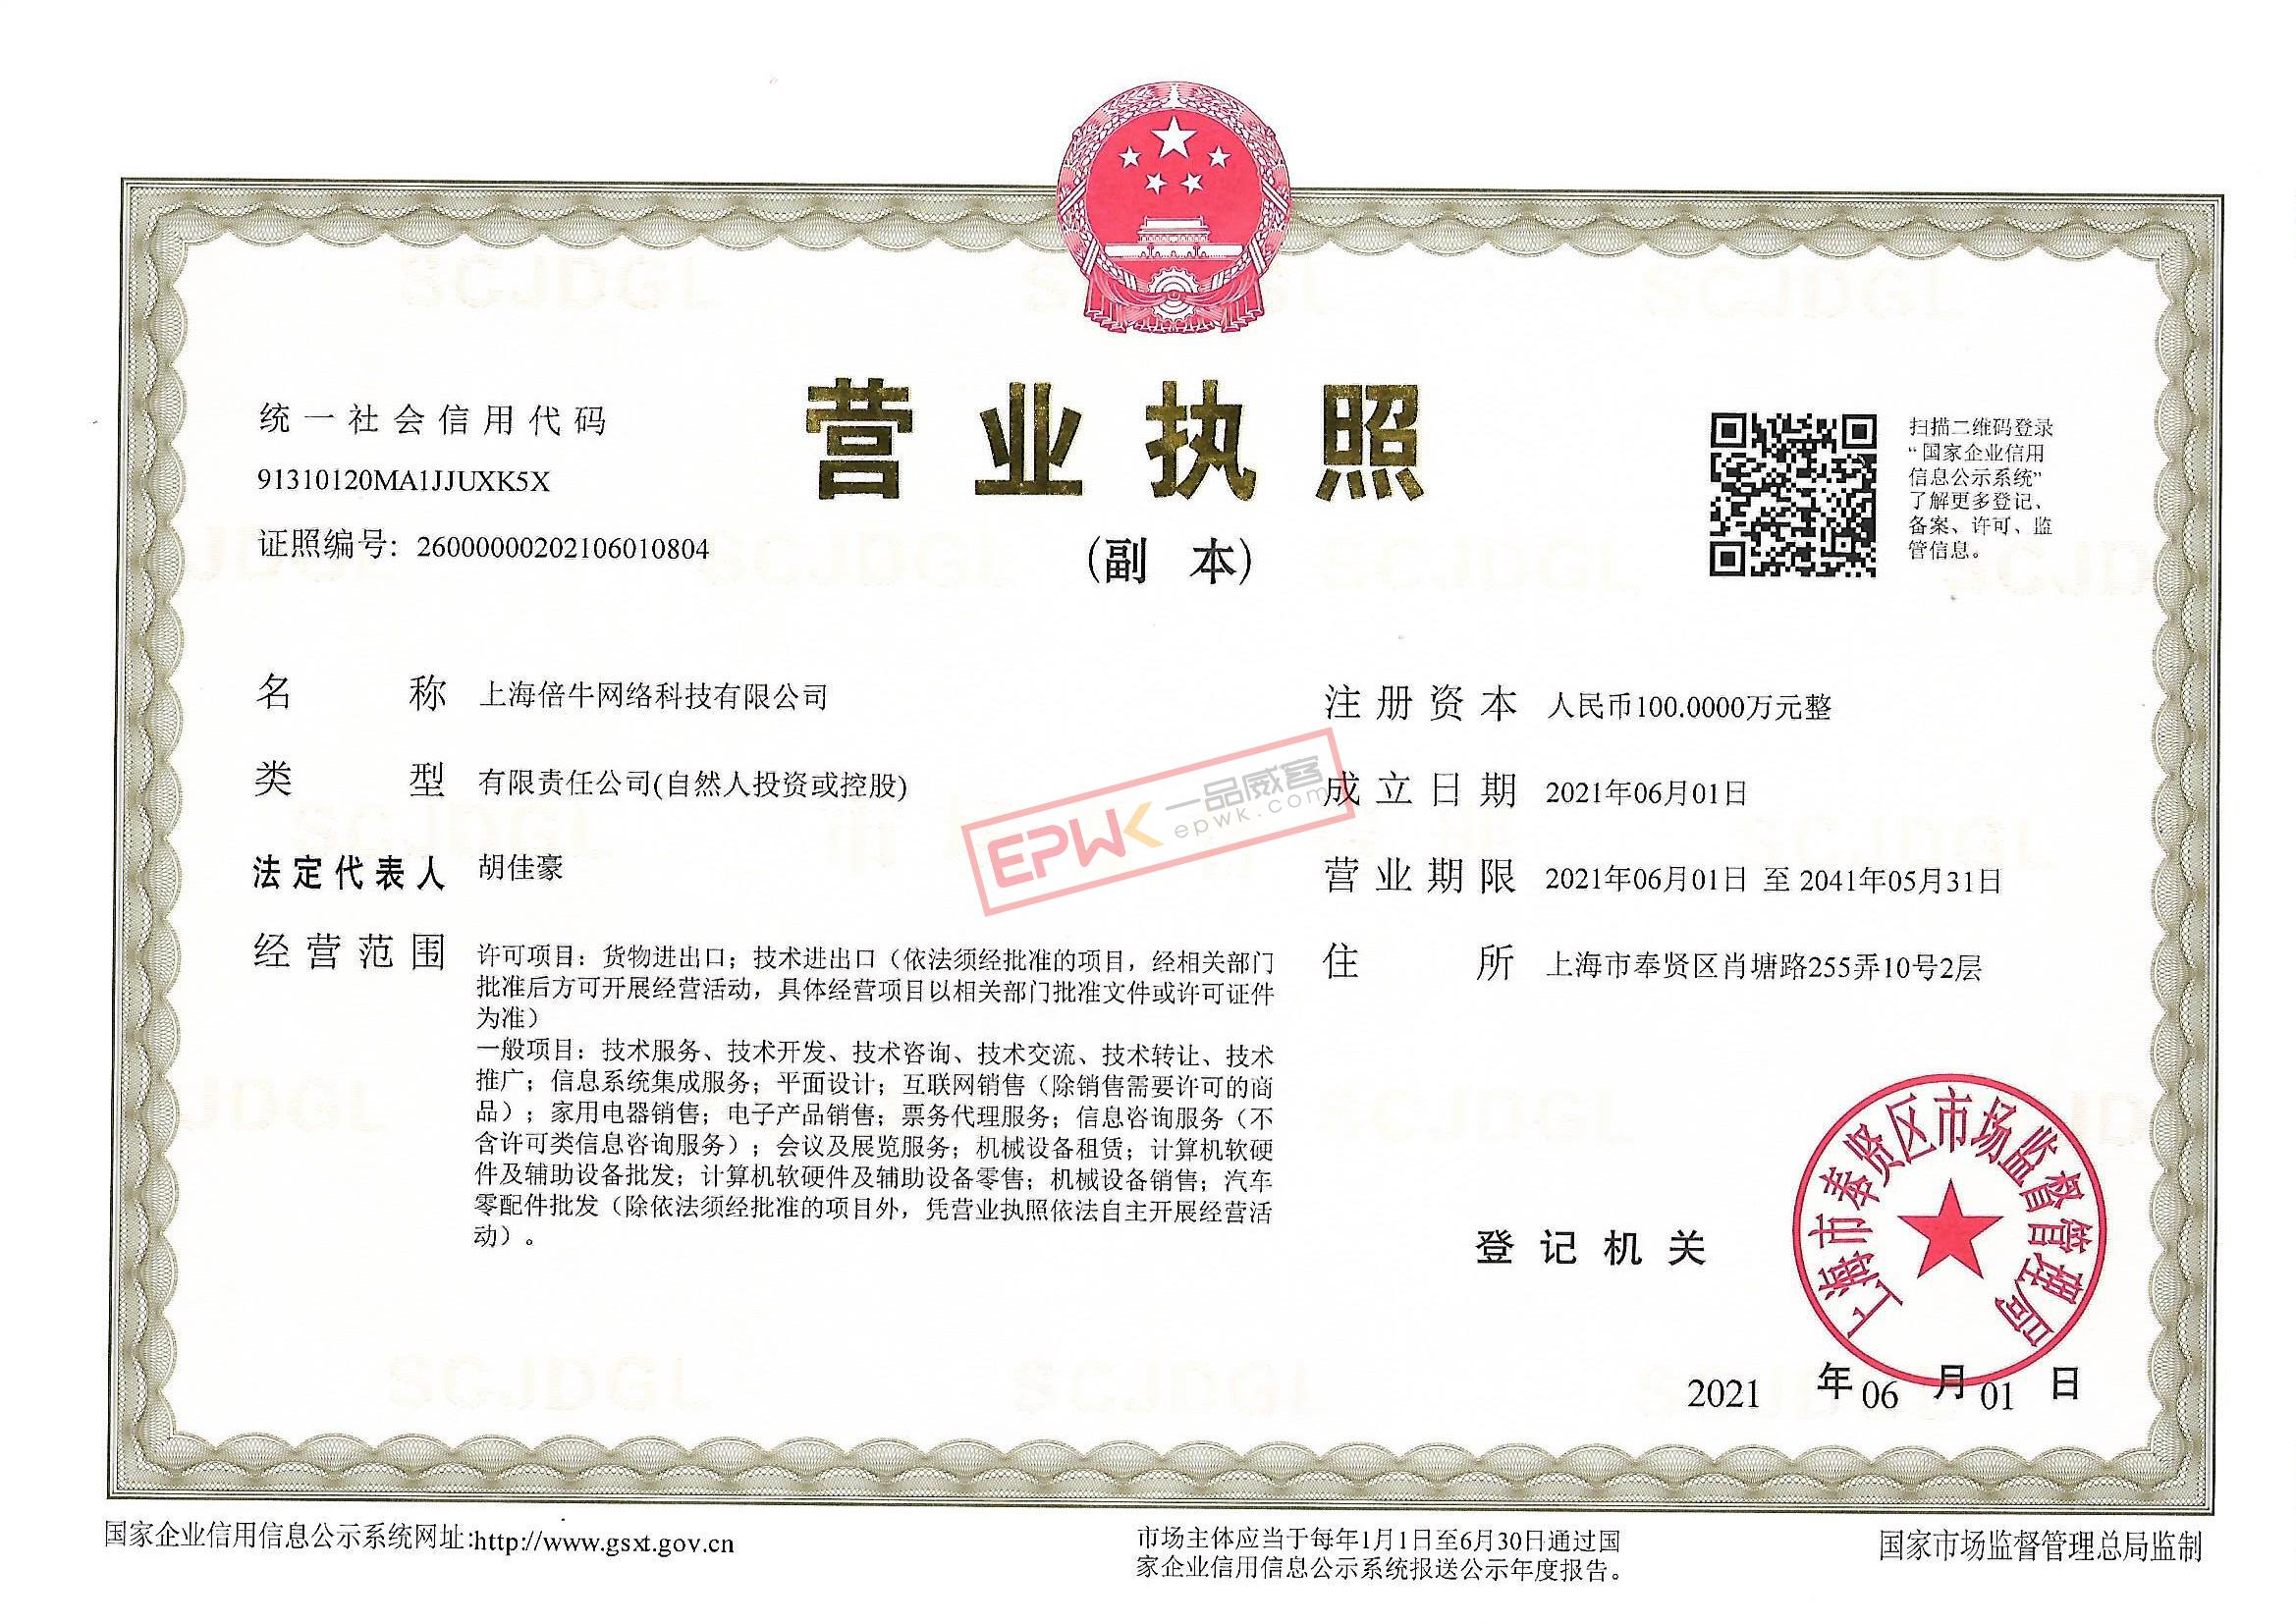 营业执照
(副 本)
统一社会信用代码
91310120MA1JJUXK5X
证照编号: 26000000202106010804
扫描二维码登录
“国家企业信用
信息公示系统”
了解更多登记、
备案、许可、监
管信息。
名 称 上海倍牛网络科技有限公司
类 型 有限责任公司(自然人投资或控股)
法定代表人 胡佳豪
经营范围 许可项目：货物进出口；技术进出口（依法须经批准的项目，经相关部门
批准后方可开展经营活动，具体经营项目以相关部门批准文件或许可证件
为准）
一般项目：技术服务、技术开发、技术咨询、技术交流、技术转让、技术
推广；信息系统集成服务；平面设计；互联网销售（除销售需要许可的商
品）；家用电器销售；电子产品销售；票务代理服务；信息咨询服务（不
含许可类信息咨询服务）；会议及展览服务；机械设备租赁；计算机软硬
件及辅助设备批发；计算机软硬件及辅助设备零售；机械设备销售；汽车
零配件批发（除依法须经批准的项目外，凭营业执照依法自主开展经营活
动）。
注册资本 人民币100.0000万元整
成立日期 2021年06月01日
营业期限 2021年06月01日 至 2041年05月31日
住 所 上海市奉贤区肖塘路255弄10号2层
EPWK 一品威客
epwk.com
登记机关
上海市奉贤区市场监督管理局
2021 年 06 月 01 日
国家企业信用信息公示系统网址:http://www.gsxt.gov.cn
市场主体应当于每年1月1日至6月30日通过国
家企业信用信息公示系统报送公示年度报告。
国家市场监督管理总局监制
SCJDGL